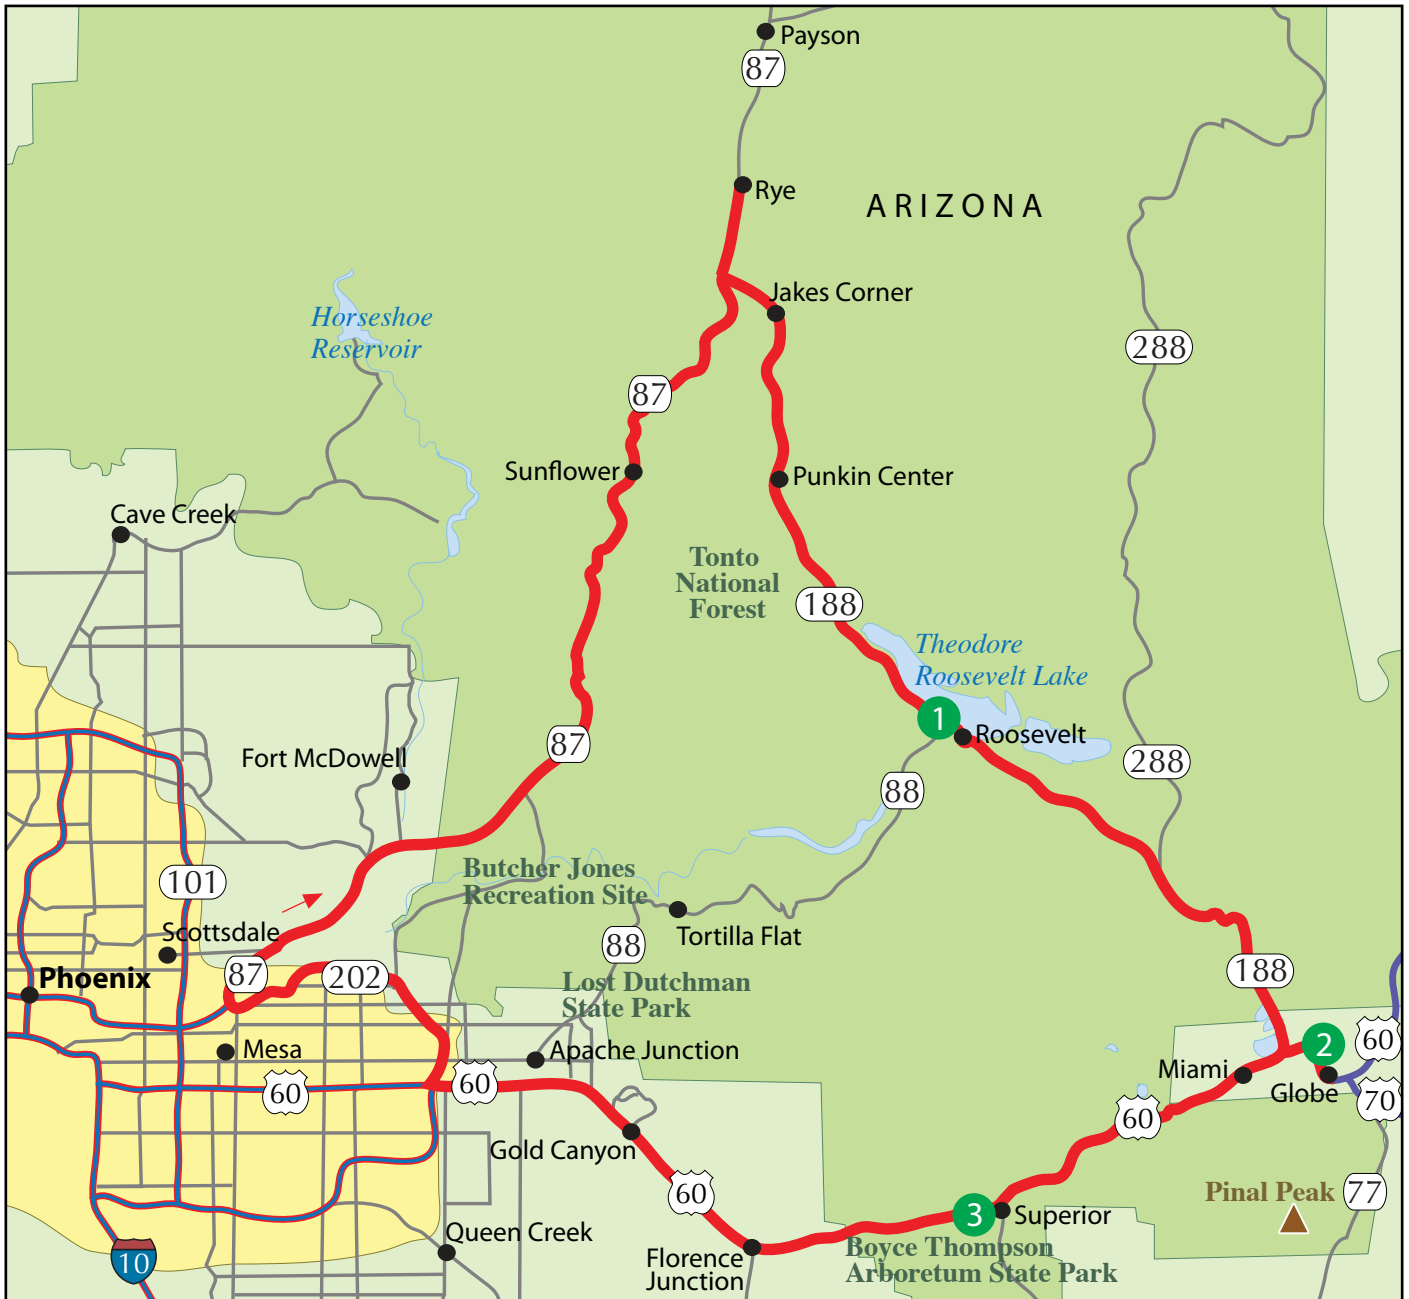 Payson
87
Rye
ARIZONA
Jakes Corner
Horseshoe
Reservoir
288
87
Sunflower
Punkin Center
Cave Creek
Tonto
National
Forest
188
Theodore
Roosevelt Lake
1
Roosevelt
87
Fort McDowell
288
88
Butcher Jones
Recreation Site
101
Scottsdale
Tortilla Flat
88
87
202
Phoenix
Lost Dutchman
State Park
188
Mesa
Apache Junction
2
60
Miami
Globe
60
60
70
60
Gold Canyon
60
Pinal Peak
77
3
Superior
Queen Creek
Florence
Junction
Boyce Thompson
Arboretum State Park
10